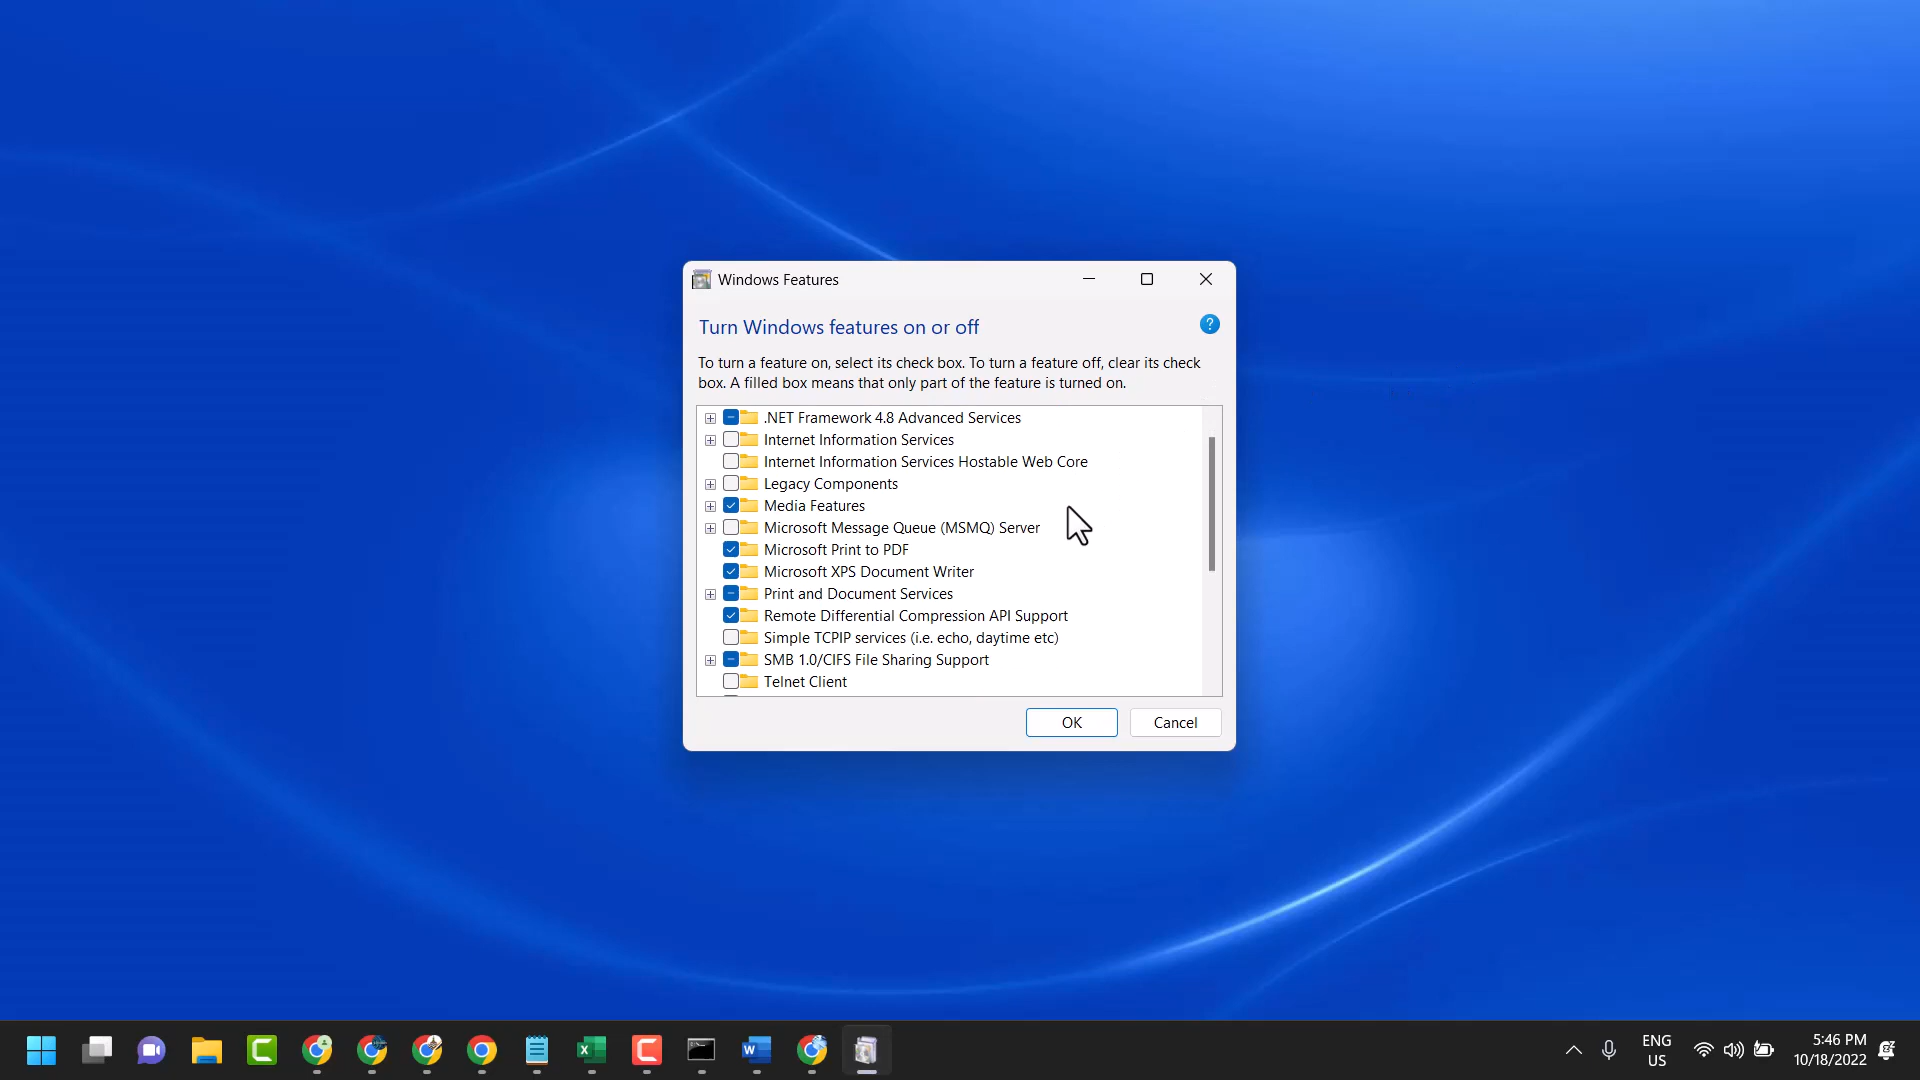 Windows Features
Turn Windows features on or off
?
To turn a feature on, select its check box. To turn a feature off, clear its check
box. A filled box means that only part of the feature is turned on.
.NET Framework 4.8 Advanced Services
Internet Information Services
Internet Information Services Hostable Web Core
Legacy Components
Media Features
Microsoft Message Queue (MSMQ) Server
Microsoft Print to PDF
Microsoft XPS Document Writer
Print and Document Services
Remote Differential Compression API Support
Simple TCPIP services (i.e. echo, daytime etc)
SMB 1.0/CIFS File Sharing Support
Telnet Client
OK
Cancel
ENG
US
5:46 PM
10/18/2022